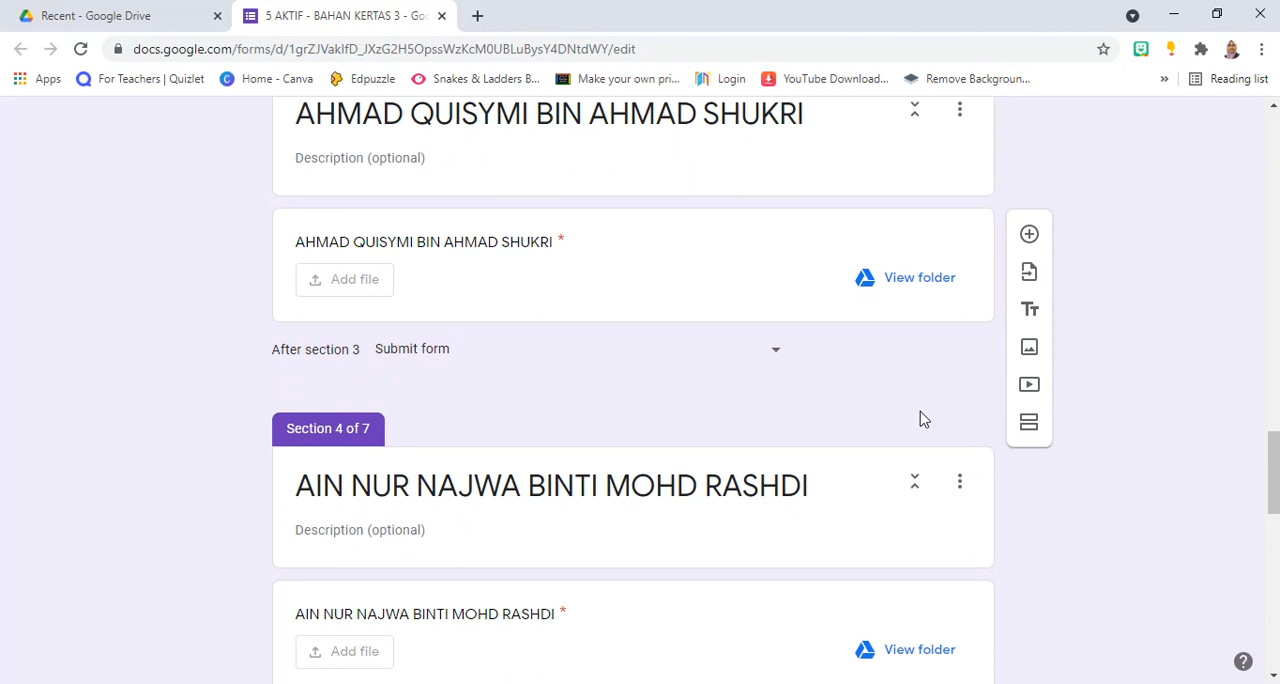 Recent - Google Drive
5 AKTIF - BAHAN KERTAS 3 - Goo
docs.google.com/forms/d/1grZJVaklfD_JXzG2H5OpssWzKcM0UBLuBysY4DNtdWY/edit
Apps
For Teachers | Quizlet
Home - Canva
Edpuzzle
Snakes & Ladders B...
Make your own pri...
Login
YouTube Download...
Remove Backgroun...
»
Reading list
AHMAD QUISYMI BIN AHMAD SHUKRI
Description (optional)
AHMAD QUISYMI BIN AHMAD SHUKRI *
Add file
View folder
After section 3 Submit form
Section 4 of 7
AIN NUR NAJWA BINTI MOHD RASHDI
Description (optional)
AIN NUR NAJWA BINTI MOHD RASHDI *
Add file
View folder